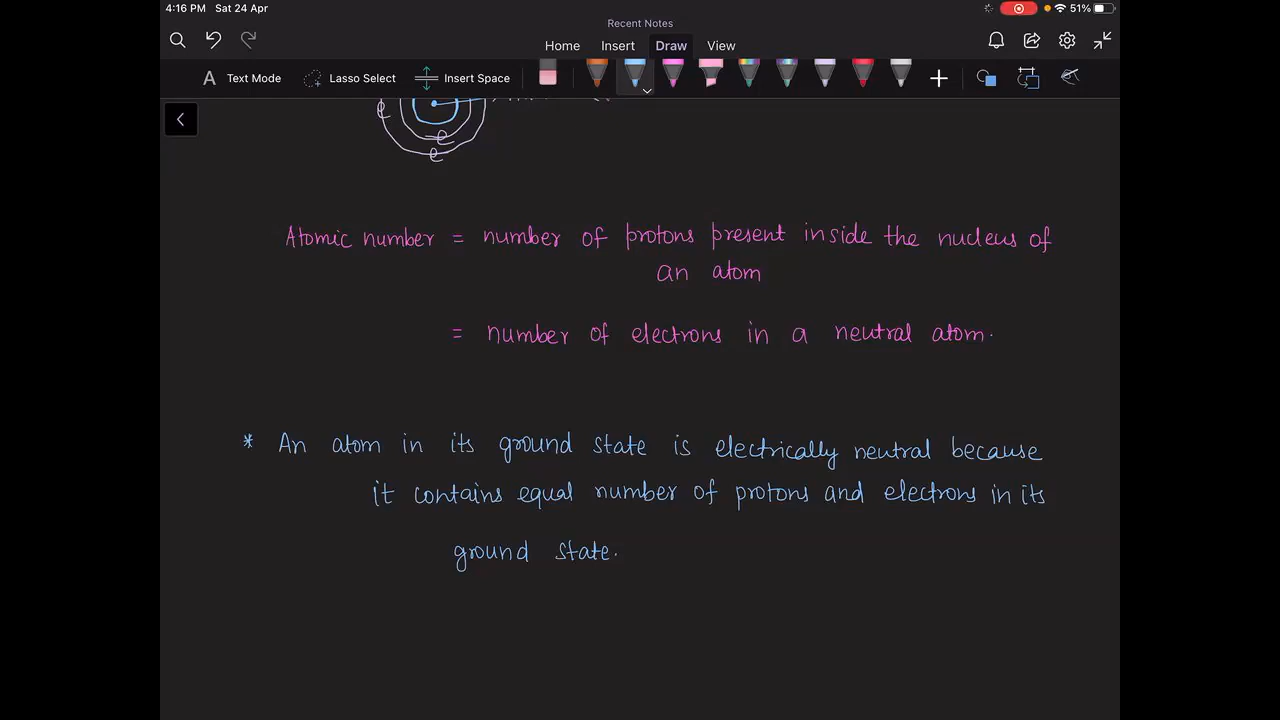 4:16 PM Sat 24 Apr
51%
Recent Notes
Home Insert Draw View
A Text Mode Lasso Select Insert Space
e
e
e
Atomic number = number of protons present inside the nucleus of
an atom
= number of electrons in a neutral atom.
* An atom in its ground state is electrically neutral because
it contains equal number of protons and electrons in its
ground state.